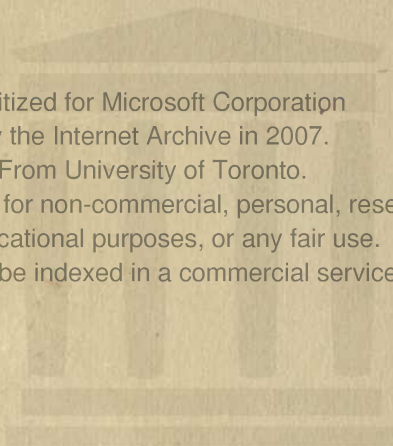 itized for Microsoft Corporation
y the Internet Archive in 2007.
From University of Toronto.
for non-commercial, personal, rese
cational purposes, or any fair use.
be indexed in a commercial service